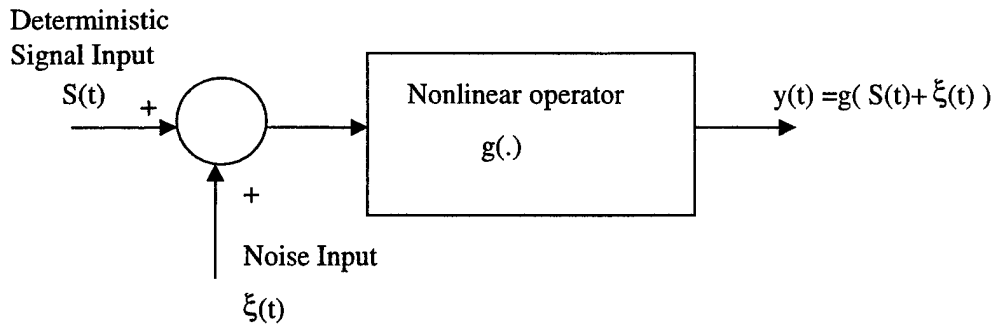 Deterministic
Signal Input
S(t)
+
Nonlinear operator
g(.)
y(t) =g( S(t)+ ξ(t) )
+
Noise Input
ξ(t)